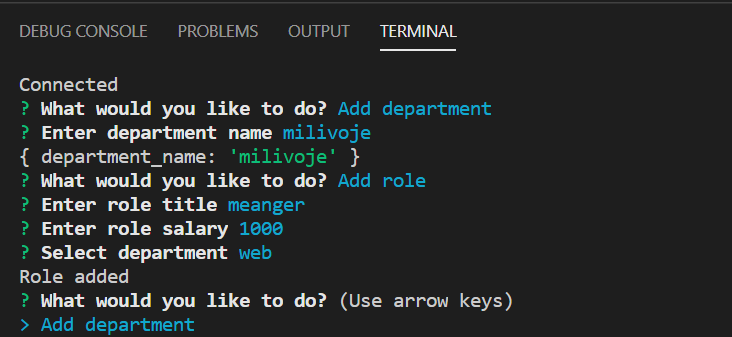 DEBUG CONSOLE PROBLEMS OUTPUT TERMINAL
Connected
? What would you like to do? Add department
? Enter department name milivoje
{ department_name: 'milivoje' }
? What would you like to do? Add role
? Enter role title meanger
? Enter role salary 1000
? Select department web
Role added
? What would you like to do? (Use arrow keys)
> Add department